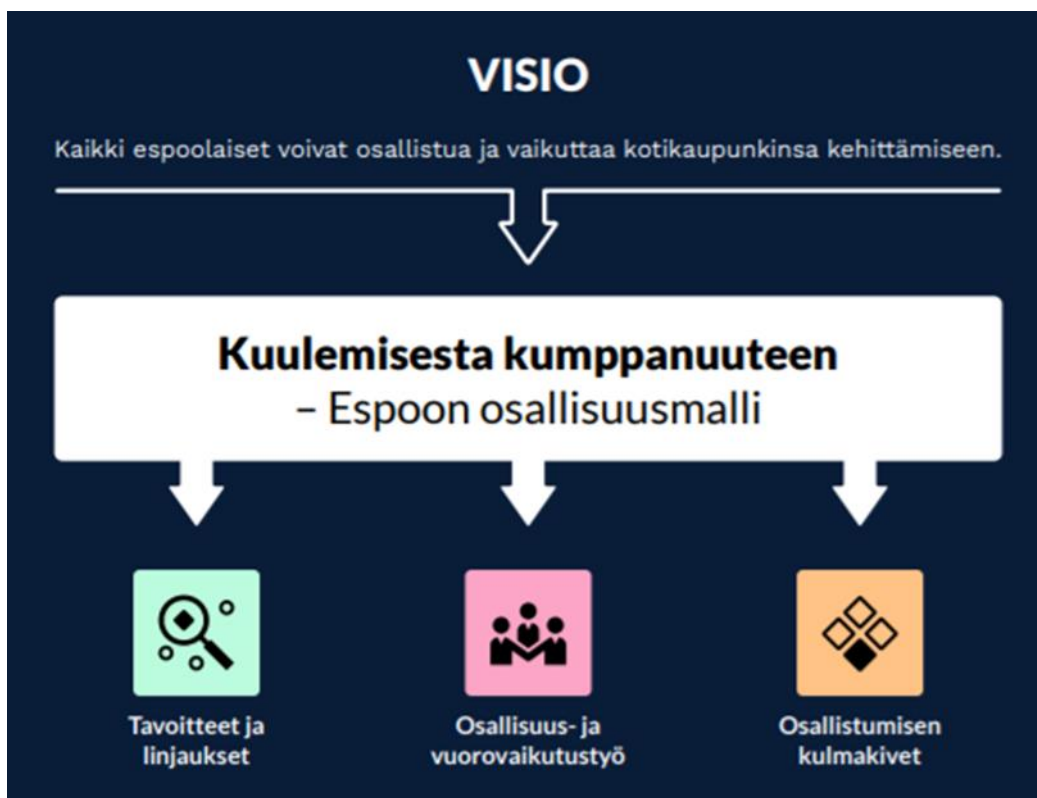 VISIO
Kaikki espoolaiset voivat osallistua ja vaikuttaa kotikaupunkinsa kehittämiseen.
Kuulemisesta kumppanuuteen
– Espoon osallisuusmalli
Tavoitteet ja
linjaukset
Osallisuus- ja
vuorovaikutustyö
Osallistumisen
kulmakivet